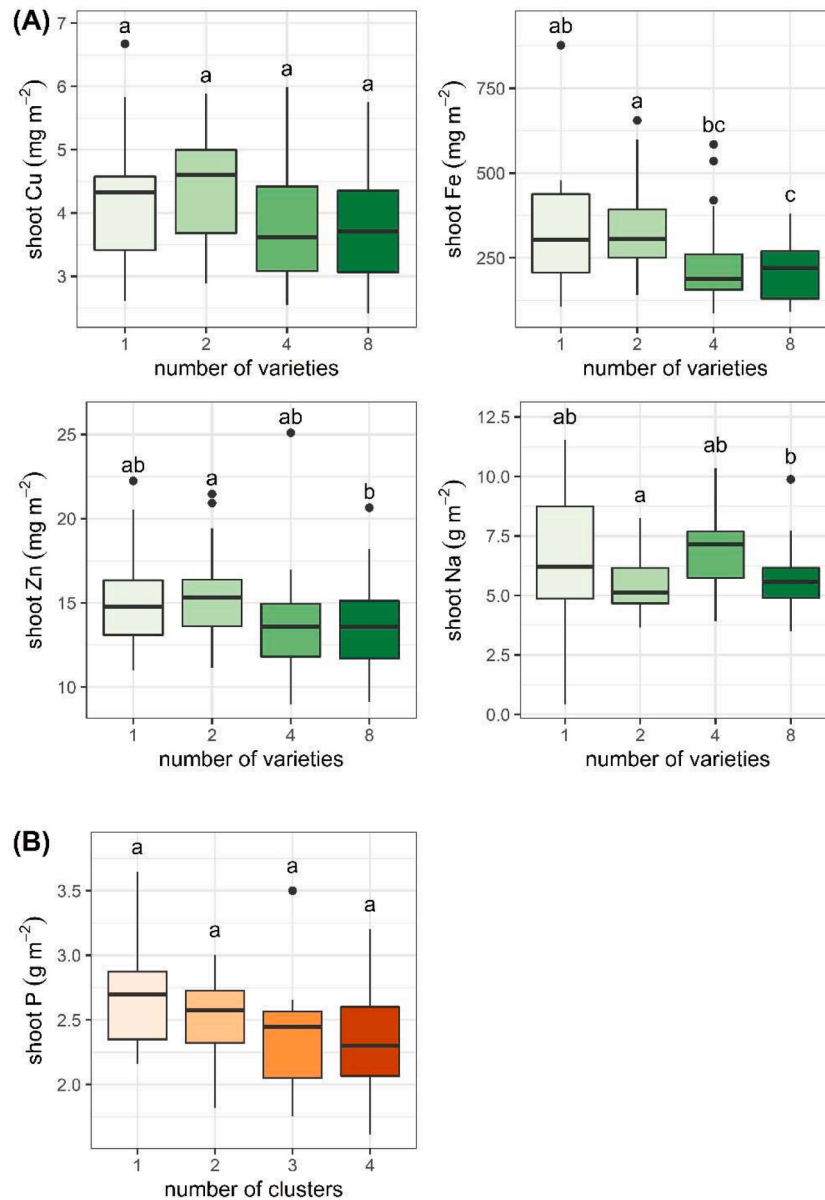 (A)
shoot Cu (mg m−2)
7
6
5
4
3
a
a
a
a
1
2
4
8
number of varieties
shoot Fe (mg m−2)
750
500
250
ab
a
bc
c
1
2
4
8
number of varieties
shoot Zn (mg m−2)
25
20
15
10
ab
a
ab
b
1
2
4
8
number of varieties
shoot Na (g m−2)
12.5
10.0
7.5
5.0
2.5
0.0
ab
a
ab
b
1
2
4
8
number of varieties
(B)
shoot P (g m−2)
3.5
3.0
2.5
2.0
a
a
a
a
1
2
3
4
number of clusters